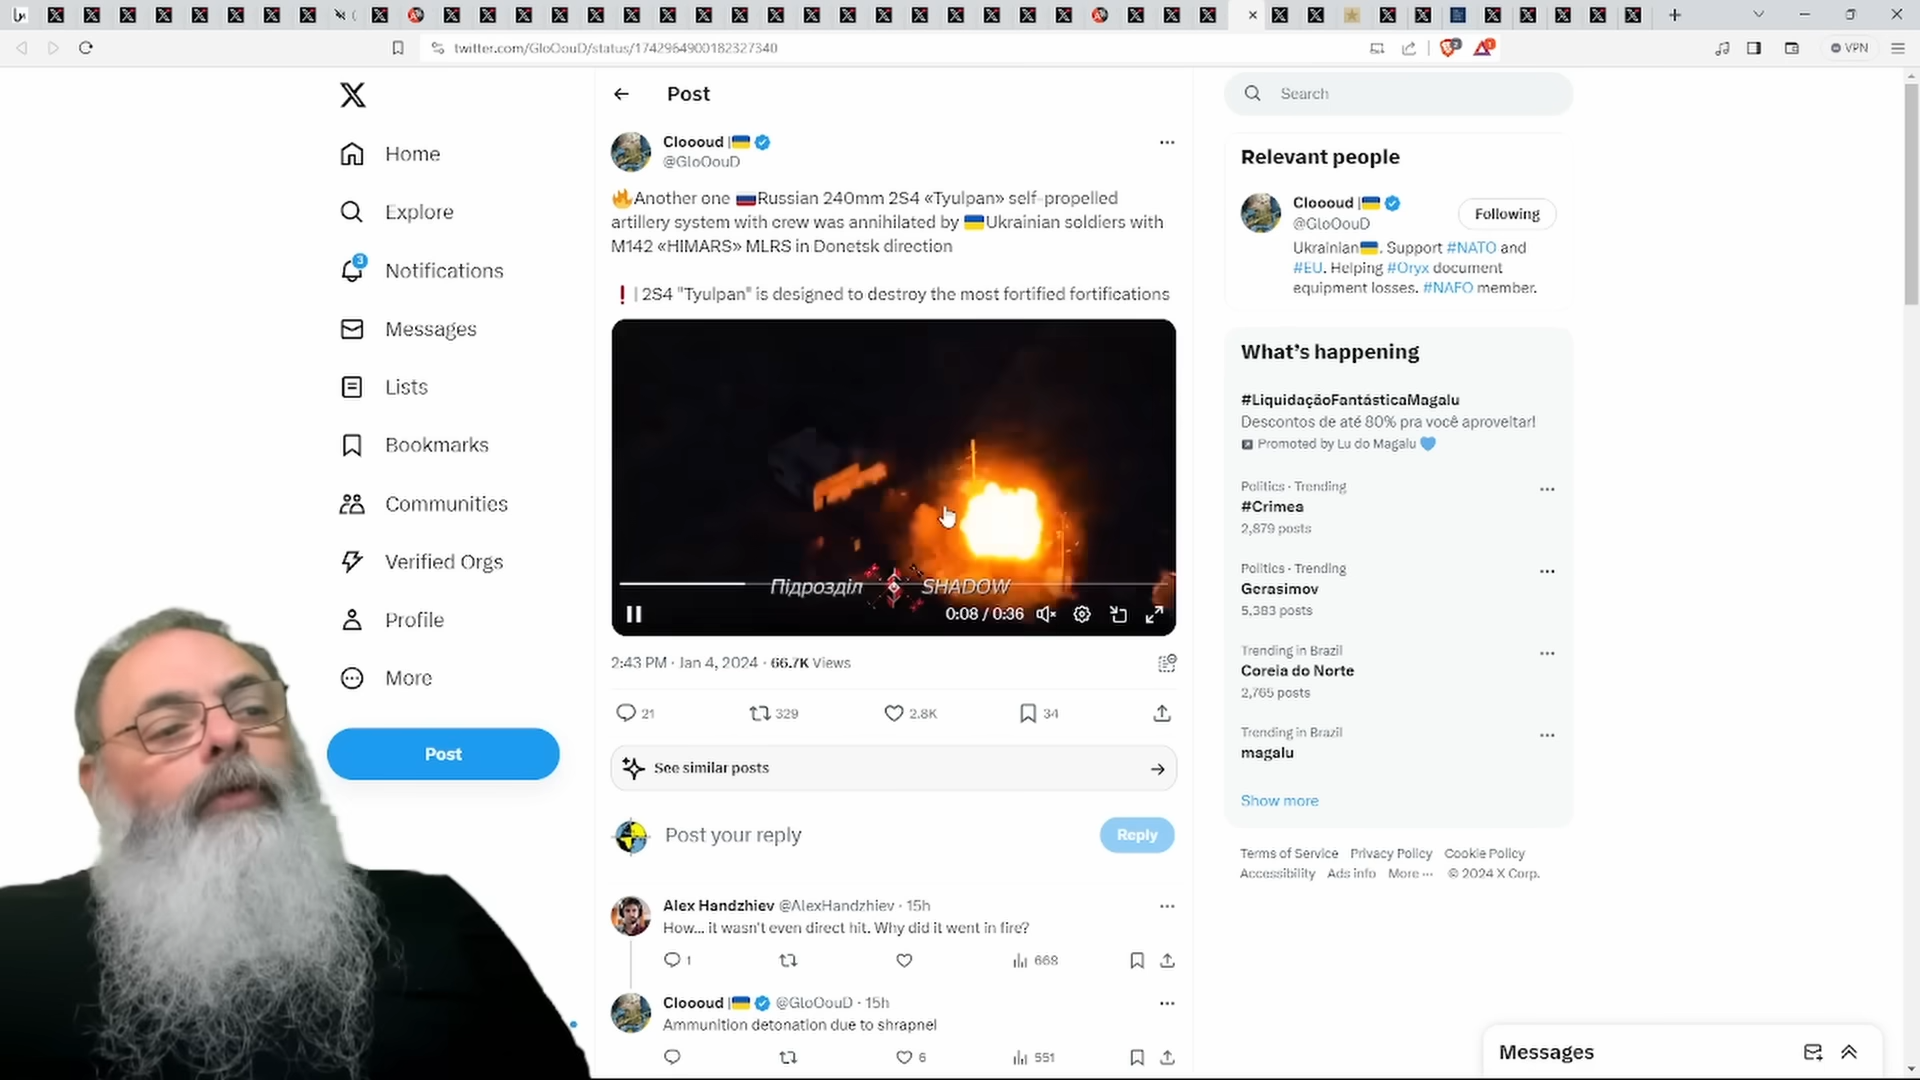 twitter.com/GloOouD/status/1742964900182327340
VPN
Home
Explore
3
Notifications
Messages
Lists
Bookmarks
Communities
Verified Orgs
Profile
More
Post
Post
Cloooud |🇺🇦
@GloOouD
🔥Another one 🇷🇺Russian 240mm 2S4 «Tyulpan» self-propelled
artillery system with crew was annihilated by 🇺🇦Ukrainian soldiers with
M142 «HIMARS» MLRS in Donetsk direction
❗| 2S4 "Tyulpan" is designed to destroy the most fortified fortifications
Підрозділ SHADOW
0:08 / 0:36
2:43 PM · Jan 4, 2024 · 66.7K Views
21 329 2.8K 34
See similar posts
Post your reply
Reply
Alex Handzhiev @AlexHandzhiev · 15h
How... it wasn't even direct hit. Why did it went in fire?
1 668
Cloooud |🇺🇦 @GloOouD · 15h
Ammunition detonation due to shrapnel
6 551
Search
Relevant people
Cloooud |🇺🇦
@GloOouD
Following
Ukrainian🇺🇦. Support #NATO and
#EU. Helping #Oryx document
equipment losses. #NAFO member.
What's happening
#LiquidaçãoFantásticaMagalu
Descontos de até 80% pra você aproveitar!
Promoted by Lu do Magalu 💙
Politics · Trending
#Crimea
2,879 posts
Politics · Trending
Gerasimov
5,383 posts
Trending in Brazil
Coreia do Norte
2,765 posts
Trending in Brazil
magalu
Show more
Terms of Service Privacy Policy Cookie Policy
Accessibility Ads info More ··· © 2024 X Corp.
Messages